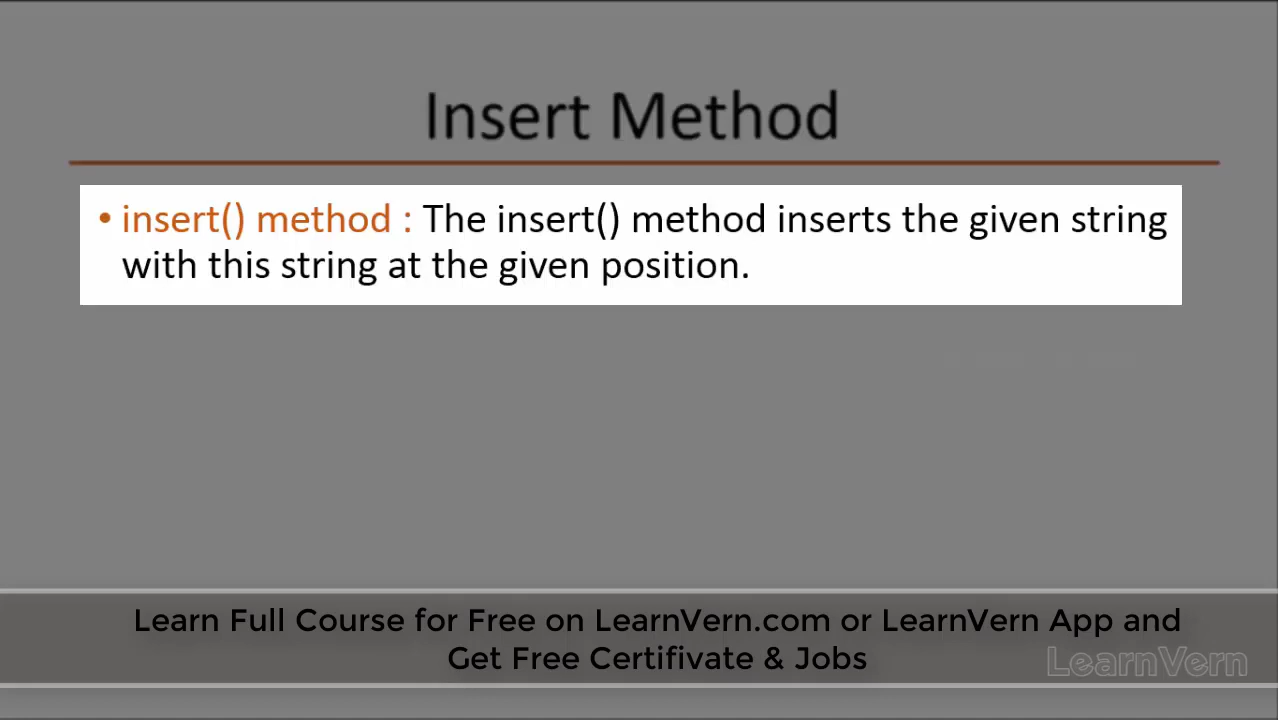 Insert Method
• insert() method : The insert() method inserts the given string
with this string at the given position.
Learn Full Course for Free on LearnVern.com or LearnVern App and
Get Free Certifivate & Jobs
LearnVern